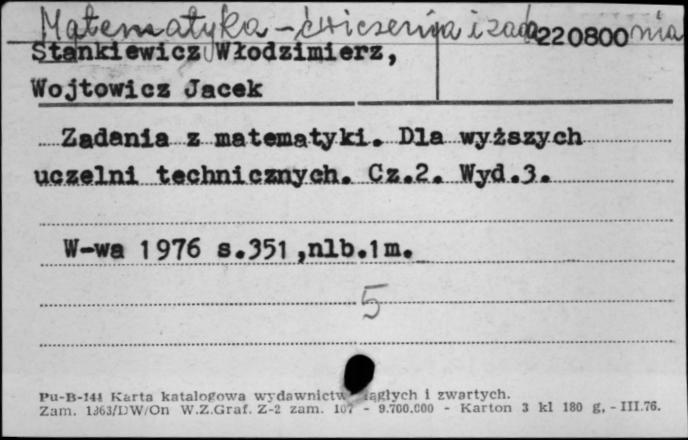 Matematyka - ćwiczenia i zadania
220800
Stankiewicz Włodzimierz,
Wojtowicz Jacek
Zadania z matematyki. Dla wyższych
uczelni technicznych. Cz.2. Wyd.3.
W-wa 1976 s.351,nlb.1m.
5
Pu-B-144 Karta katalogowa wydawnictw ciągłych i zwartych.
Zam. 1363/DW/On W.Z.Graf. Z-2 zam. 107 - 9.700.000 - Karton 3 kl 180 g, - III.76.